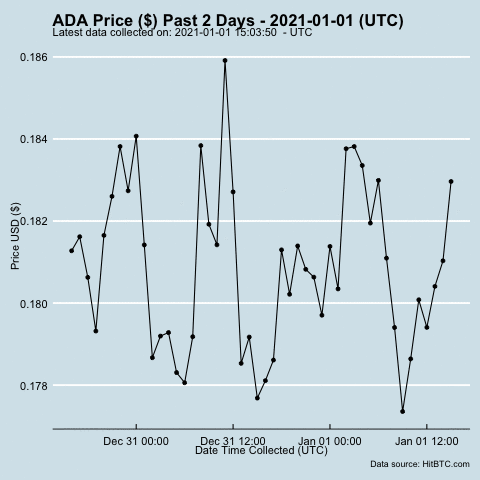 ADA Price ($) Past 2 Days - 2021-01-01 (UTC)
Latest data collected on: 2021-01-01 15:03:50  - UTC
0.186
0.184
0.182
0.180
0.178
Price USD ($)
Dec 31 00:00 Dec 31 12:00 Jan 01 00:00 Jan 01 12:00
Date Time Collected (UTC)
Data source: HitBTC.com